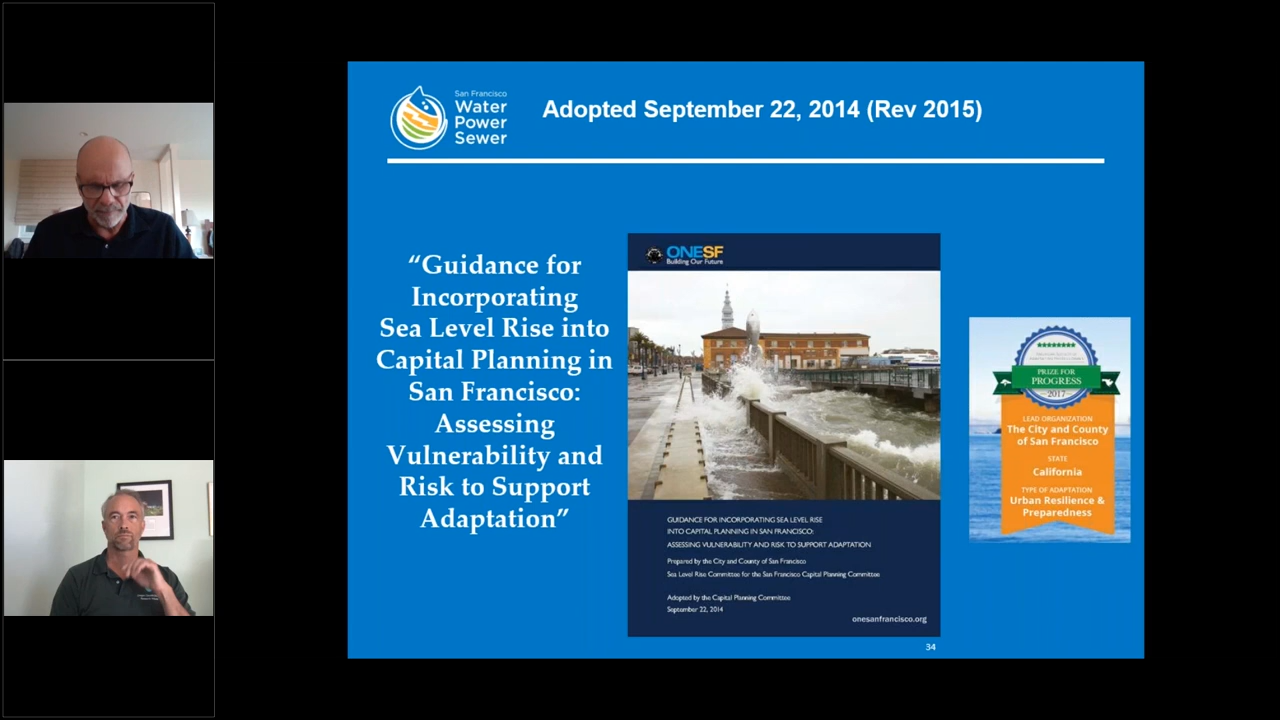 San Francisco
Water
Power
Sewer
Adopted September 22, 2014 (Rev 2015)
“Guidance for
Incorporating
Sea Level Rise into
Capital Planning in
San Francisco:
Assessing
Vulnerability and
Risk to Support
Adaptation”
ONESF
Building Our Future
GUIDANCE FOR INCORPORATING SEA LEVEL RISE
INTO CAPITAL PLANNING IN SAN FRANCISCO:
ASSESSING VULNERABILITY AND RISK TO SUPPORT ADAPTATION
Prepared by the City and County of San Francisco
Sea Level Rise Committee for the San Francisco Capital Planning Committee
Adopted by the Capital Planning Committee
September 22, 2014
onesanfrancisco.org
PRIZE FOR
PROGRESS
2017
LEAD ORGANIZATION
The City and County
of San Francisco
STATE
California
TYPE OF ADAPTATION
Urban Resilience &
Preparedness
34